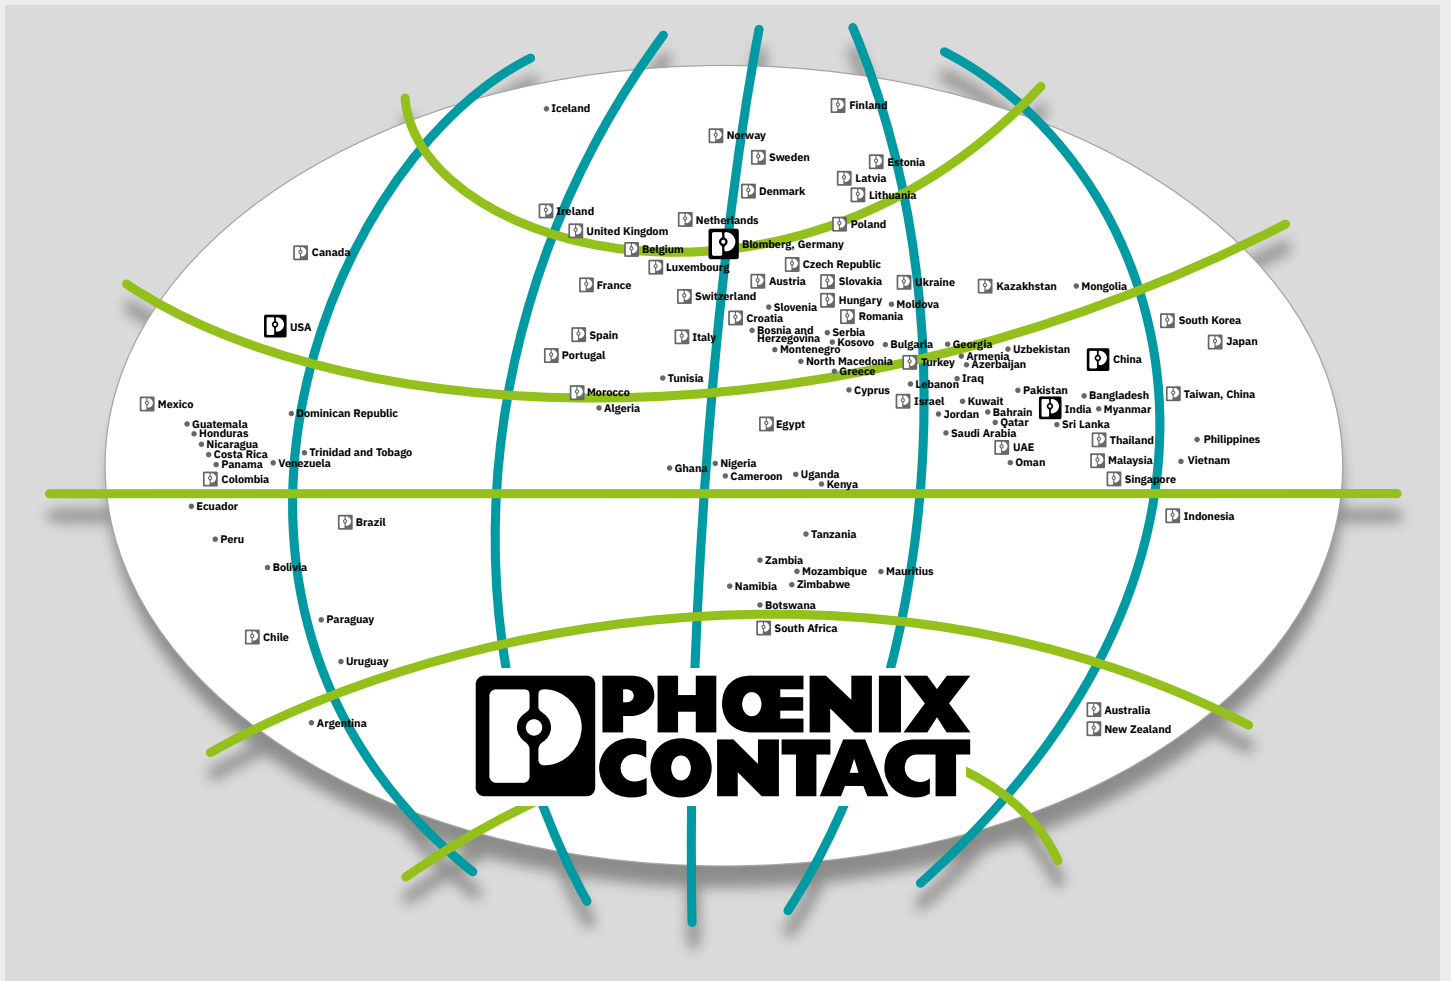 Iceland
Finland
Norway
Sweden
Estonia
Latvia
Denmark
Lithuania
Ireland
Netherlands
Poland
United Kingdom
Blomberg, Germany
Belgium
Canada
Czech Republic
Luxembourg
Austria
Slovakia
Ukraine
France
Kazakhstan
Mongolia
Switzerland
Hungary
Moldova
Slovenia
Romania
Croatia
South Korea
USA
Bosnia and
Herzegovina
Serbia
Spain
Italy
Kosovo
Japan
Bulgaria
Georgia
Montenegro
Uzbekistan
Portugal
Armenia
China
North Macedonia
Turkey
Azerbaijan
Greece
Tunisia
Iraq
Lebanon
Cyprus
Pakistan
Morocco
Taiwan, China
Bangladesh
Israel
Kuwait
Mexico
Algeria
India
Myanmar
Dominican Republic
Jordan
Bahrain
Qatar
Guatemala
Egypt
Sri Lanka
Honduras
Saudi Arabia
Philippines
Thailand
Nicaragua
UAE
Trinidad and Tobago
Costa Rica
Malaysia
Vietnam
Panama
Venezuela
Nigeria
Oman
Ghana
Cameroon
Uganda
Colombia
Singapore
Kenya
Ecuador
Indonesia
Brazil
Tanzania
Peru
Zambia
Bolivia
Mozambique
Mauritius
Namibia
Zimbabwe
Botswana
Paraguay
South Africa
Chile
Uruguay
Australia
Argentina
New Zealand
PHŒNIX
CONTACT